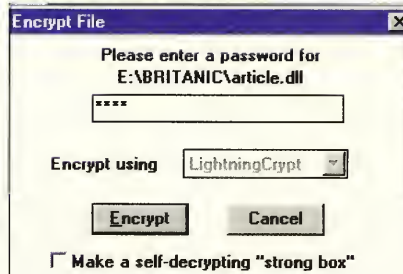 Encrypt File
Please enter a password for
E:\BRITANIC\article.dll
****
Encrypt using LightningCrypt
Encrypt Cancel
Make a self-decrypting "strong box"